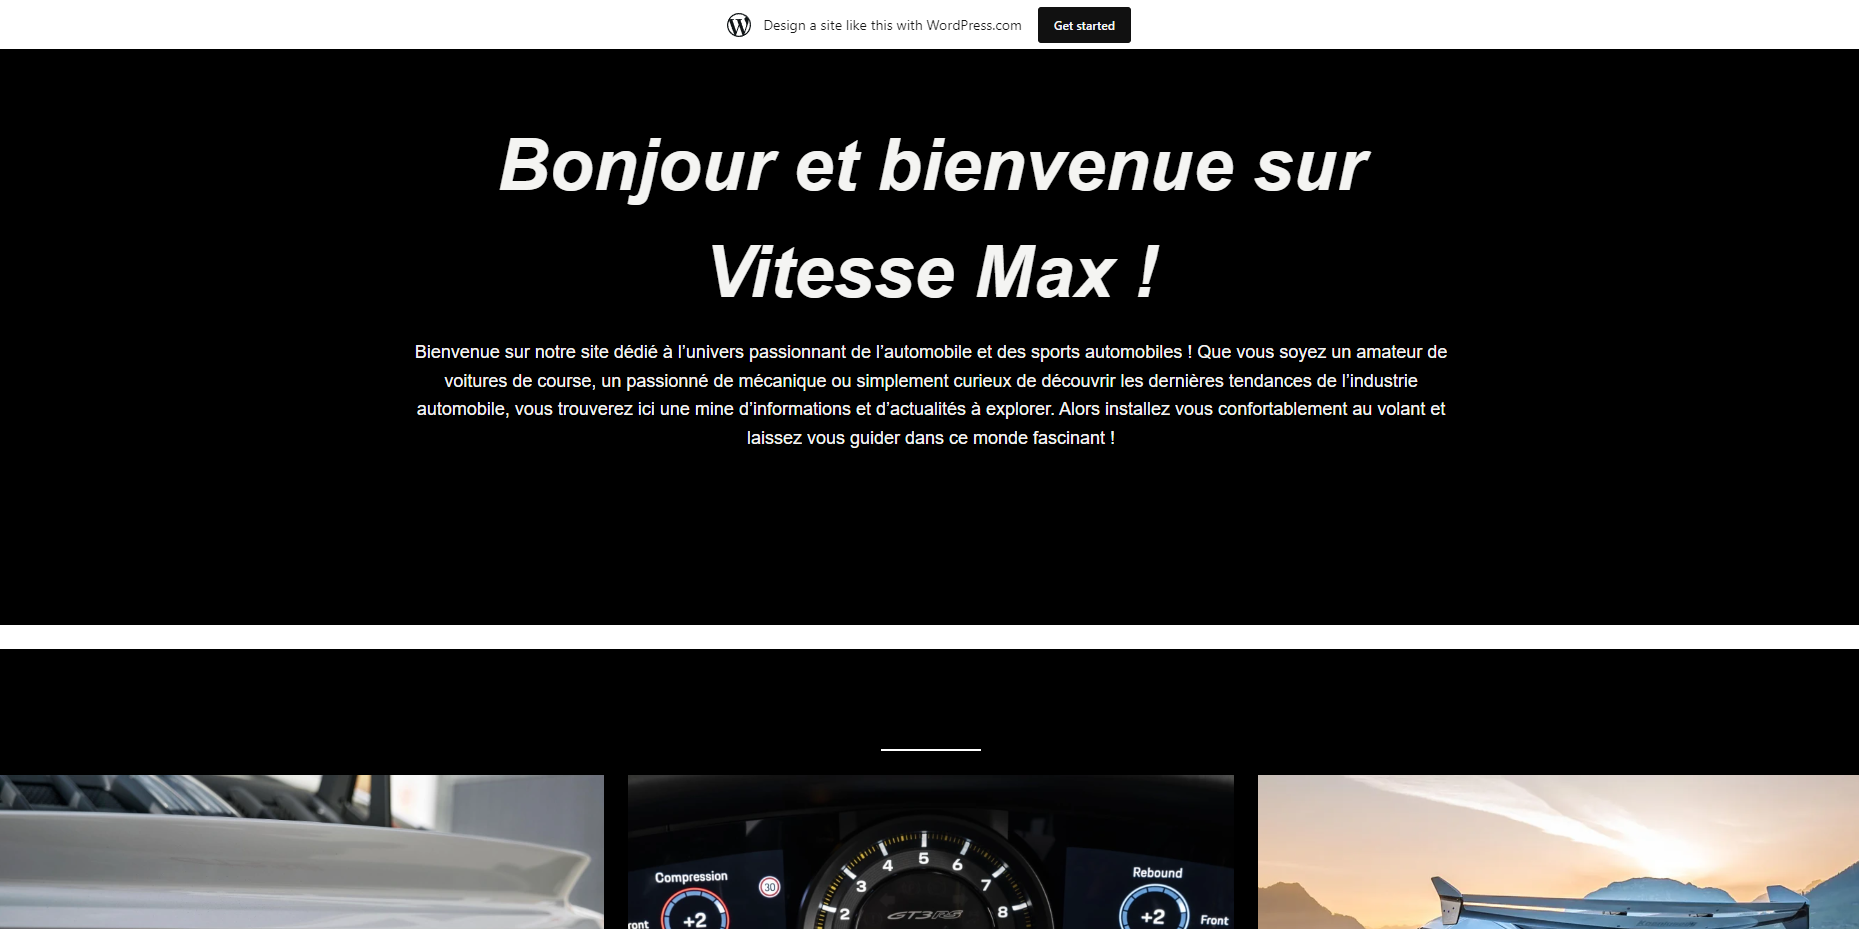 Design a site like this with WordPress.com Get started
Bonjour et bienvenue sur
Vitesse Max !
Bienvenue sur notre site dédié à l’univers passionnant de l’automobile et des sports automobiles ! Que vous soyez un amateur de
voitures de course, un passionné de mécanique ou simplement curieux de découvrir les dernières tendances de l’industrie
automobile, vous trouverez ici une mine d’informations et d’actualités à explorer. Alors installez vous confortablement au volant et
laissez vous guider dans ce monde fascinant !
Compression
30
+2
2
3
4
5
6
7
8
GT3RS
Rebound
+2
Front